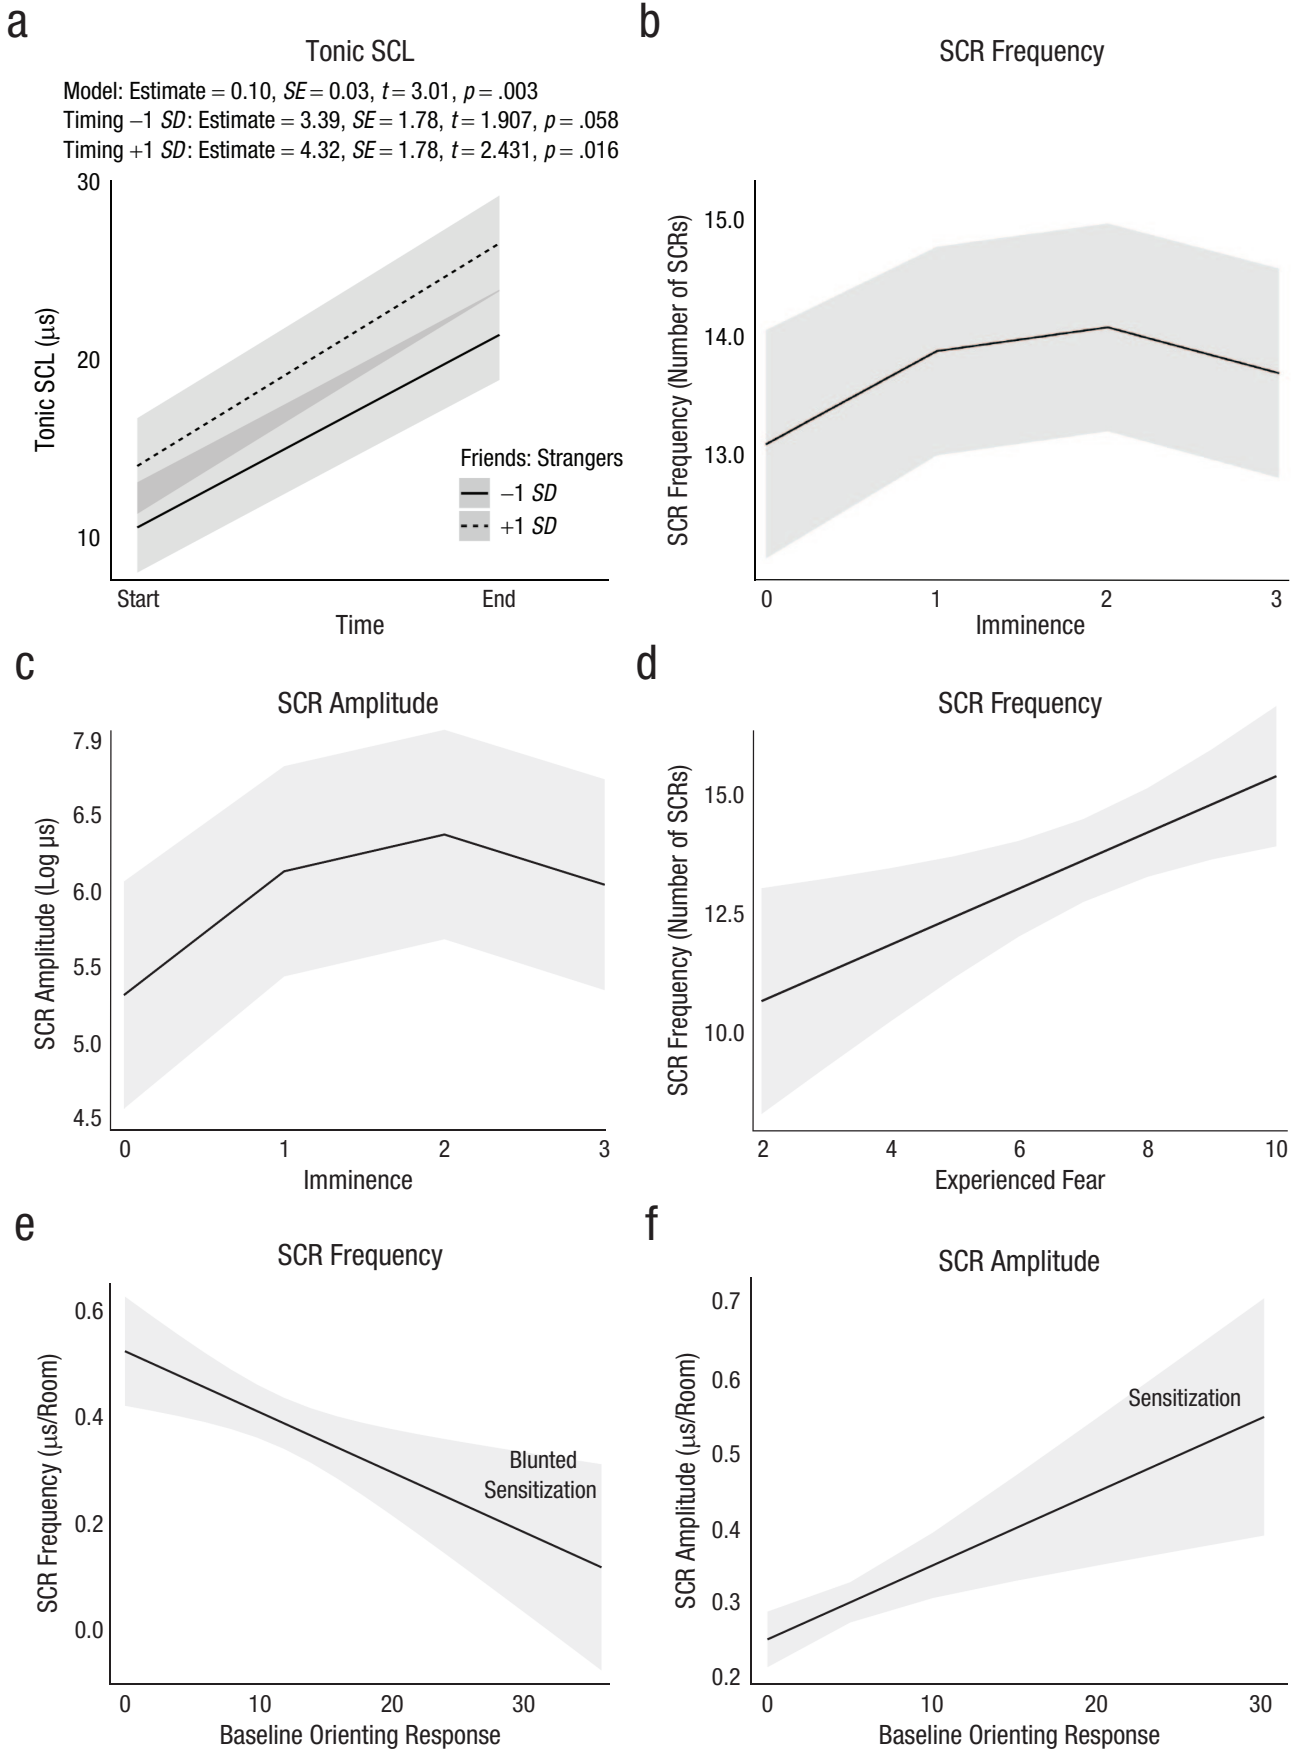 a
Tonic SCL
Model: Estimate = 0.10, SE = 0.03, t = 3.01, p = .003
Timing −1 SD: Estimate = 3.39, SE = 1.78, t = 1.907, p = .058
Timing +1 SD: Estimate = 4.32, SE = 1.78, t = 2.431, p = .016
30
20
10
Tonic SCL (µs)
Friends: Strangers
−1 SD
+1 SD
Start End
Time
b
SCR Frequency
15.0
14.0
13.0
SCR Frequency (Number of SCRs)
0 1 2 3
Imminence
c
SCR Amplitude
7.9
6.5
6.0
5.5
5.0
4.5
SCR Amplitude (Log µs)
0 1 2 3
Imminence
d
SCR Frequency
15.0
12.5
10.0
SCR Frequency (Number of SCRs)
2 4 6 8 10
Experienced Fear
e
SCR Frequency
0.6
0.4
0.2
0.0
SCR Frequency (µs/Room)
Blunted
Sensitization
0 10 20 30
Baseline Orienting Response
f
SCR Amplitude
0.7
0.6
0.5
0.4
0.3
0.2
SCR Amplitude (µs/Room)
Sensitization
0 10 20 30
Baseline Orienting Response